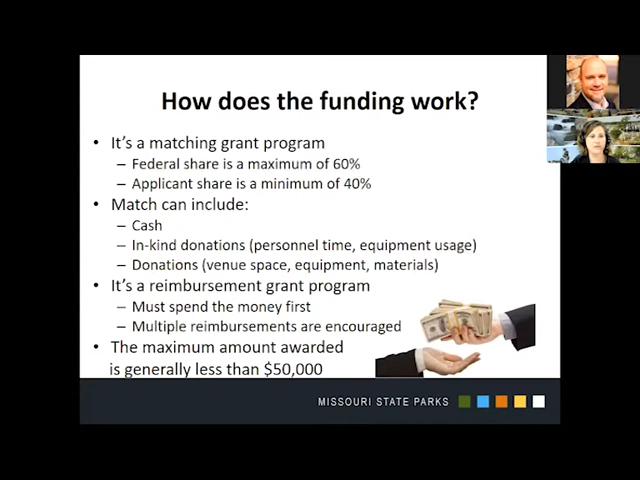 How does the funding work?
• It's a matching grant program
– Federal share is a maximum of 60%
– Applicant share is a minimum of 40%
• Match can include:
– Cash
– In-kind donations (personnel time, equipment usage)
– Donations (venue space, equipment, materials)
• It's a reimbursement grant program
– Must spend the money first
– Multiple reimbursements are encouraged
• The maximum amount awarded
is generally less than $50,000
MISSOURI STATE PARKS